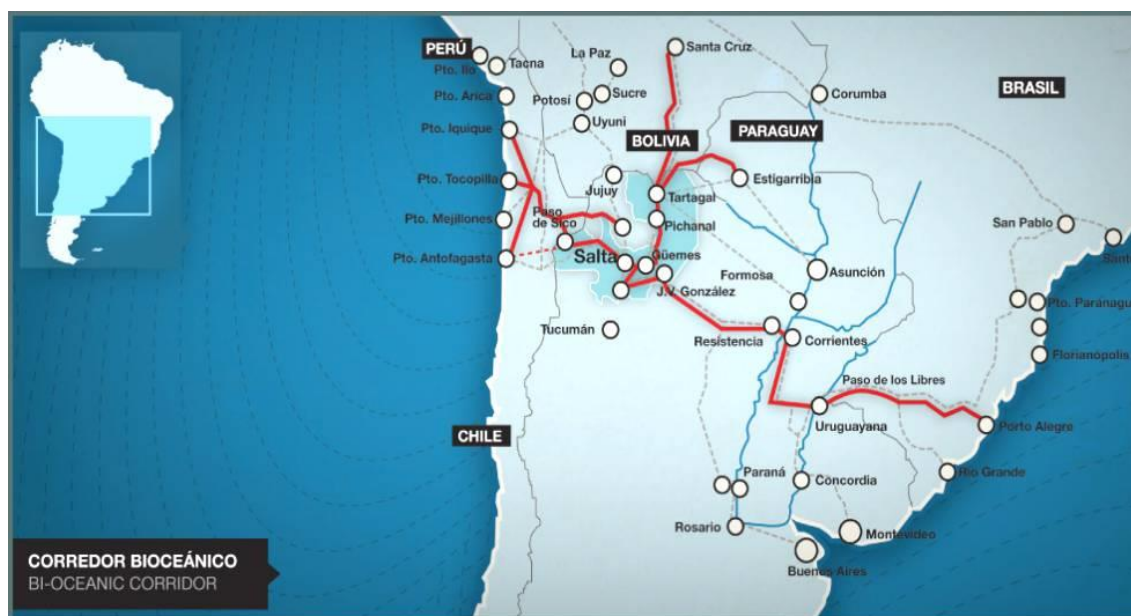 PERÚ
Pto. Ilo
Tacna
La Paz
Santa Cruz
Pto. Arica
Potosí
Sucre
Corumba
BRASIL
Pto. Iquique
Uyuni
BOLIVIA
PARAGUAY
Pto. Tocopilla
Jujuy
Tartagal
Estigarribia
Pto. Mejillones
Paso
de Sico
Pichanal
San Pablo
Pto. Antofagasta
Salta
Güemes
Formosa
Asunción
J.V. González
Pto. Paranagu
Tucumán
Resistencia
Corrientes
Florianópolis
Paso de los Libres
CHILE
Uruguayana
Porto Alegre
Paraná
Concordia
Rio Grande
Rosario
Montevideo
Buenos Aires
CORREDOR BIOCEÁNICO
BI-OCEANIC CORRIDOR